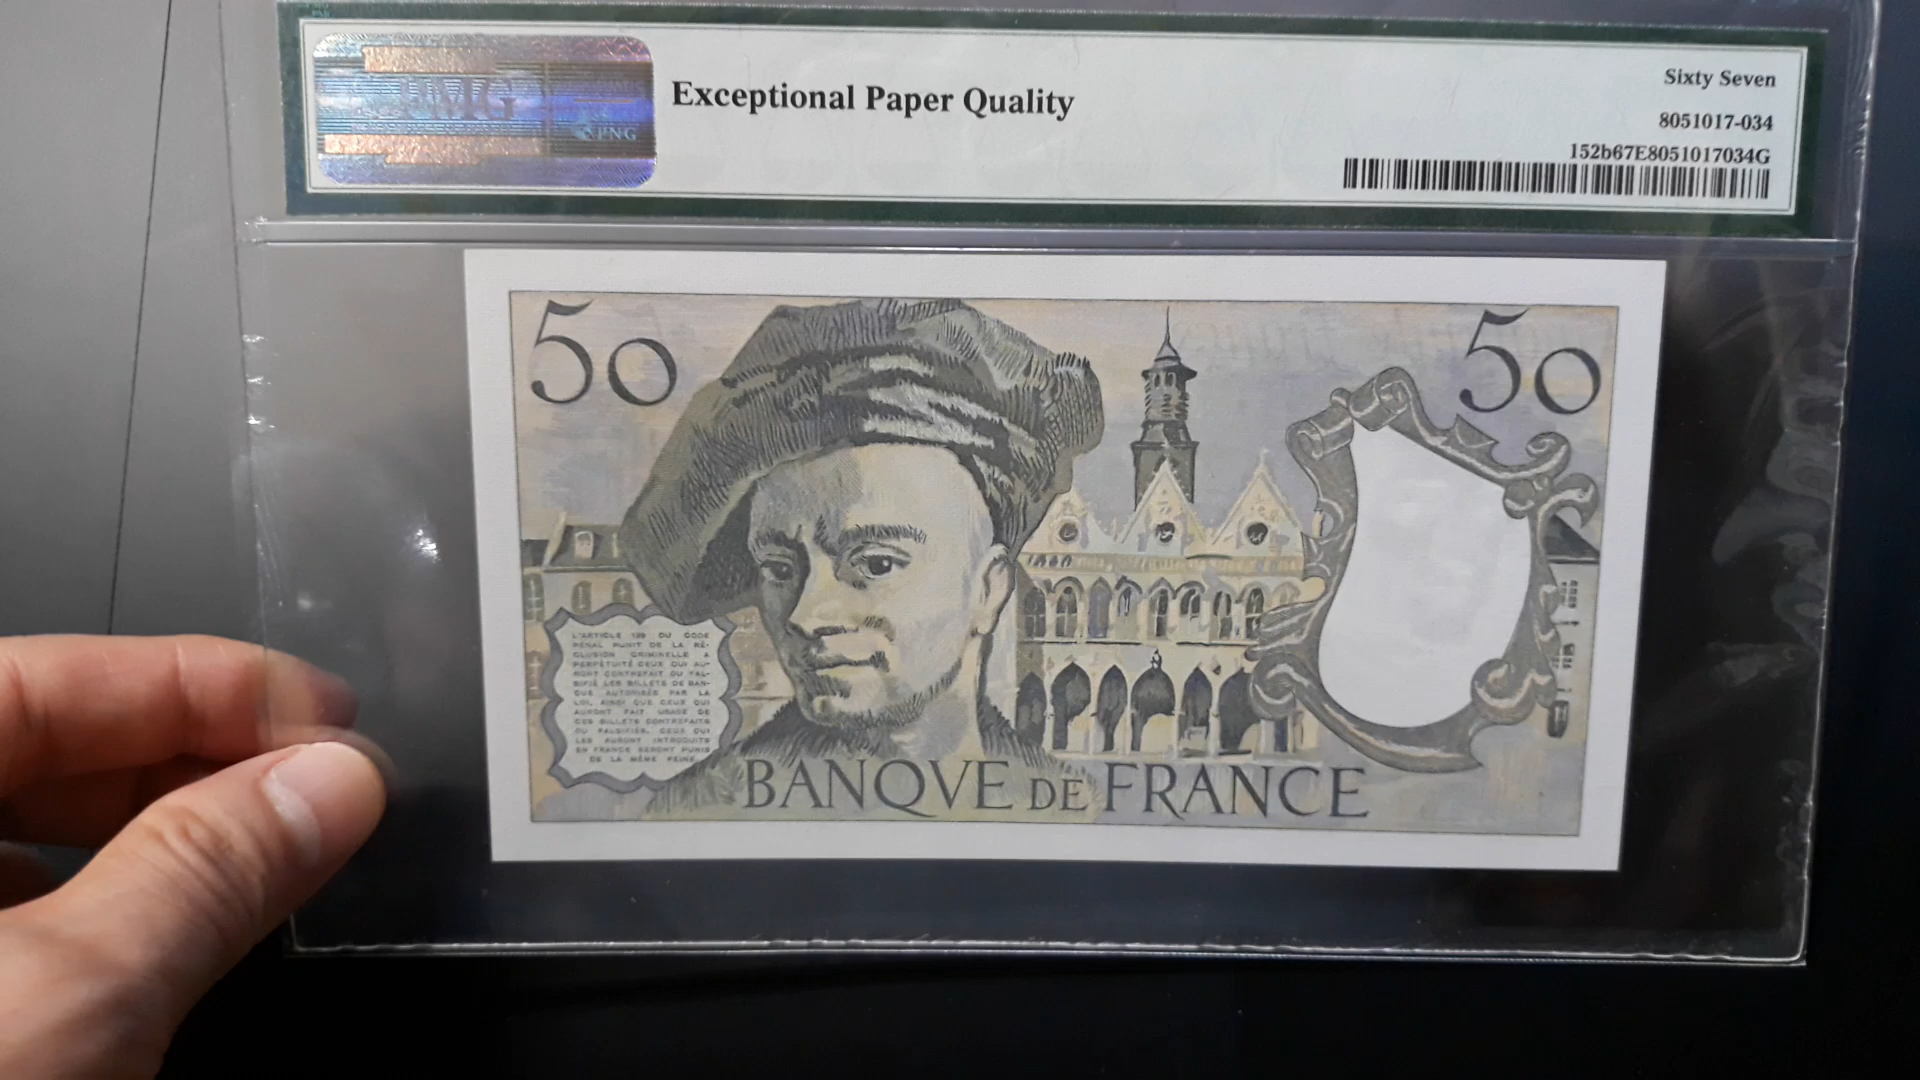 PMG
PNG
Exceptional Paper Quality
Sixty Seven
8051017-034
152b67E8051017034G
50
50
L'ARTICLE 139 DU CODE
PÉNAL PUNIT DE LA RÉ-
CLUSION CRIMINELLE A
PERPÉTUITÉ CEUX QUI AU-
RONT CONTREFAIT OU FAL-
SIFIÉ LES BILLETS DE BAN-
QUE AUTORISÉS PAR LA
LOI, AINSI QUE CEUX QUI
AURONT FAIT USAGE DE
CES BILLETS CONTREFAITS
OU FALSIFIÉS. CEUX QUI
LES AURONT INTRODUITS
EN FRANCE SERONT PUNIS
DE LA MÊME PEINE.
BANQVE DE FRANCE